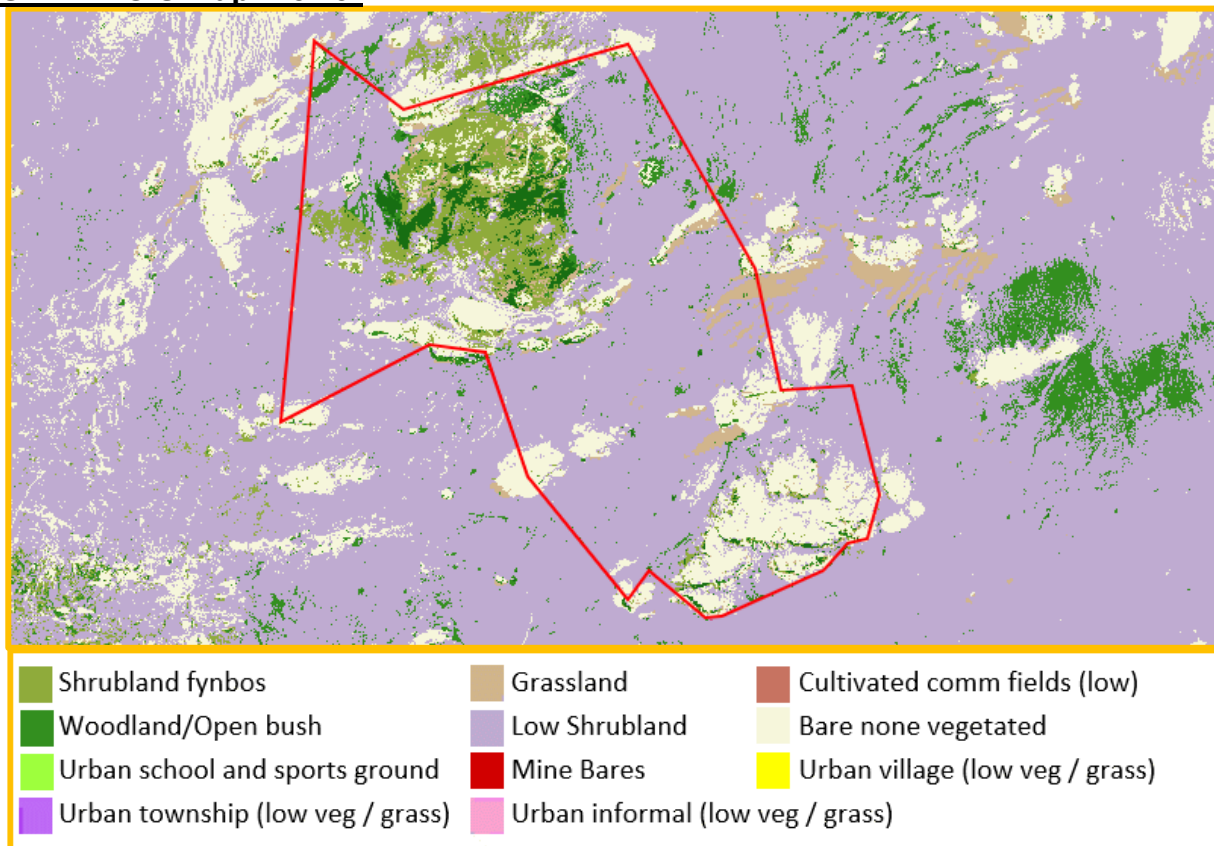 Shrubland fynbos
Grassland
Cultivated comm fields (low)
Woodland/Open bush
Low Shrubland
Bare none vegetated
Urban school and sports ground
Mine Bares
Urban village (low veg / grass)
Urban township (low veg / grass)
Urban informal (low veg / grass)